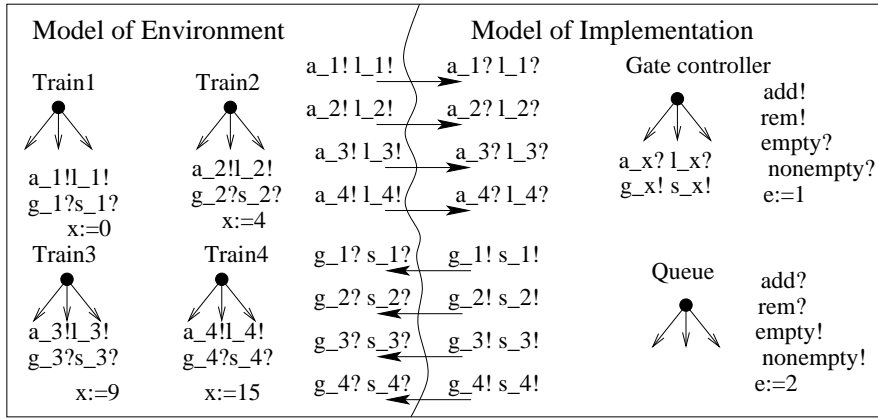 Model of Environment
Model of Implementation
Train1
a_1!l_1!
g_1?s_1?
x:=0
Train2
a_2!l_2!
g_2?s_2?
x:=4
Train3
a_3!l_3!
g_3?s_3?
x:=9
Train4
a_4!l_4!
g_4?s_4?
x:=15
a_1! l_1! a_1? l_1?
a_2! l_2! a_2? l_2?
a_3! l_3! a_3? l_3?
a_4! l_4! a_4? l_4?
g_1? s_1? g_1! s_1!
g_2? s_2? g_2! s_2!
g_3? s_3? g_3! s_3!
g_4? s_4? g_4! s_4!
Gate controller
a_x? l_x?
g_x! s_x!
add!
rem!
empty?
nonempty?
e:=1
Queue
add?
rem?
empty!
nonempty!
e:=2